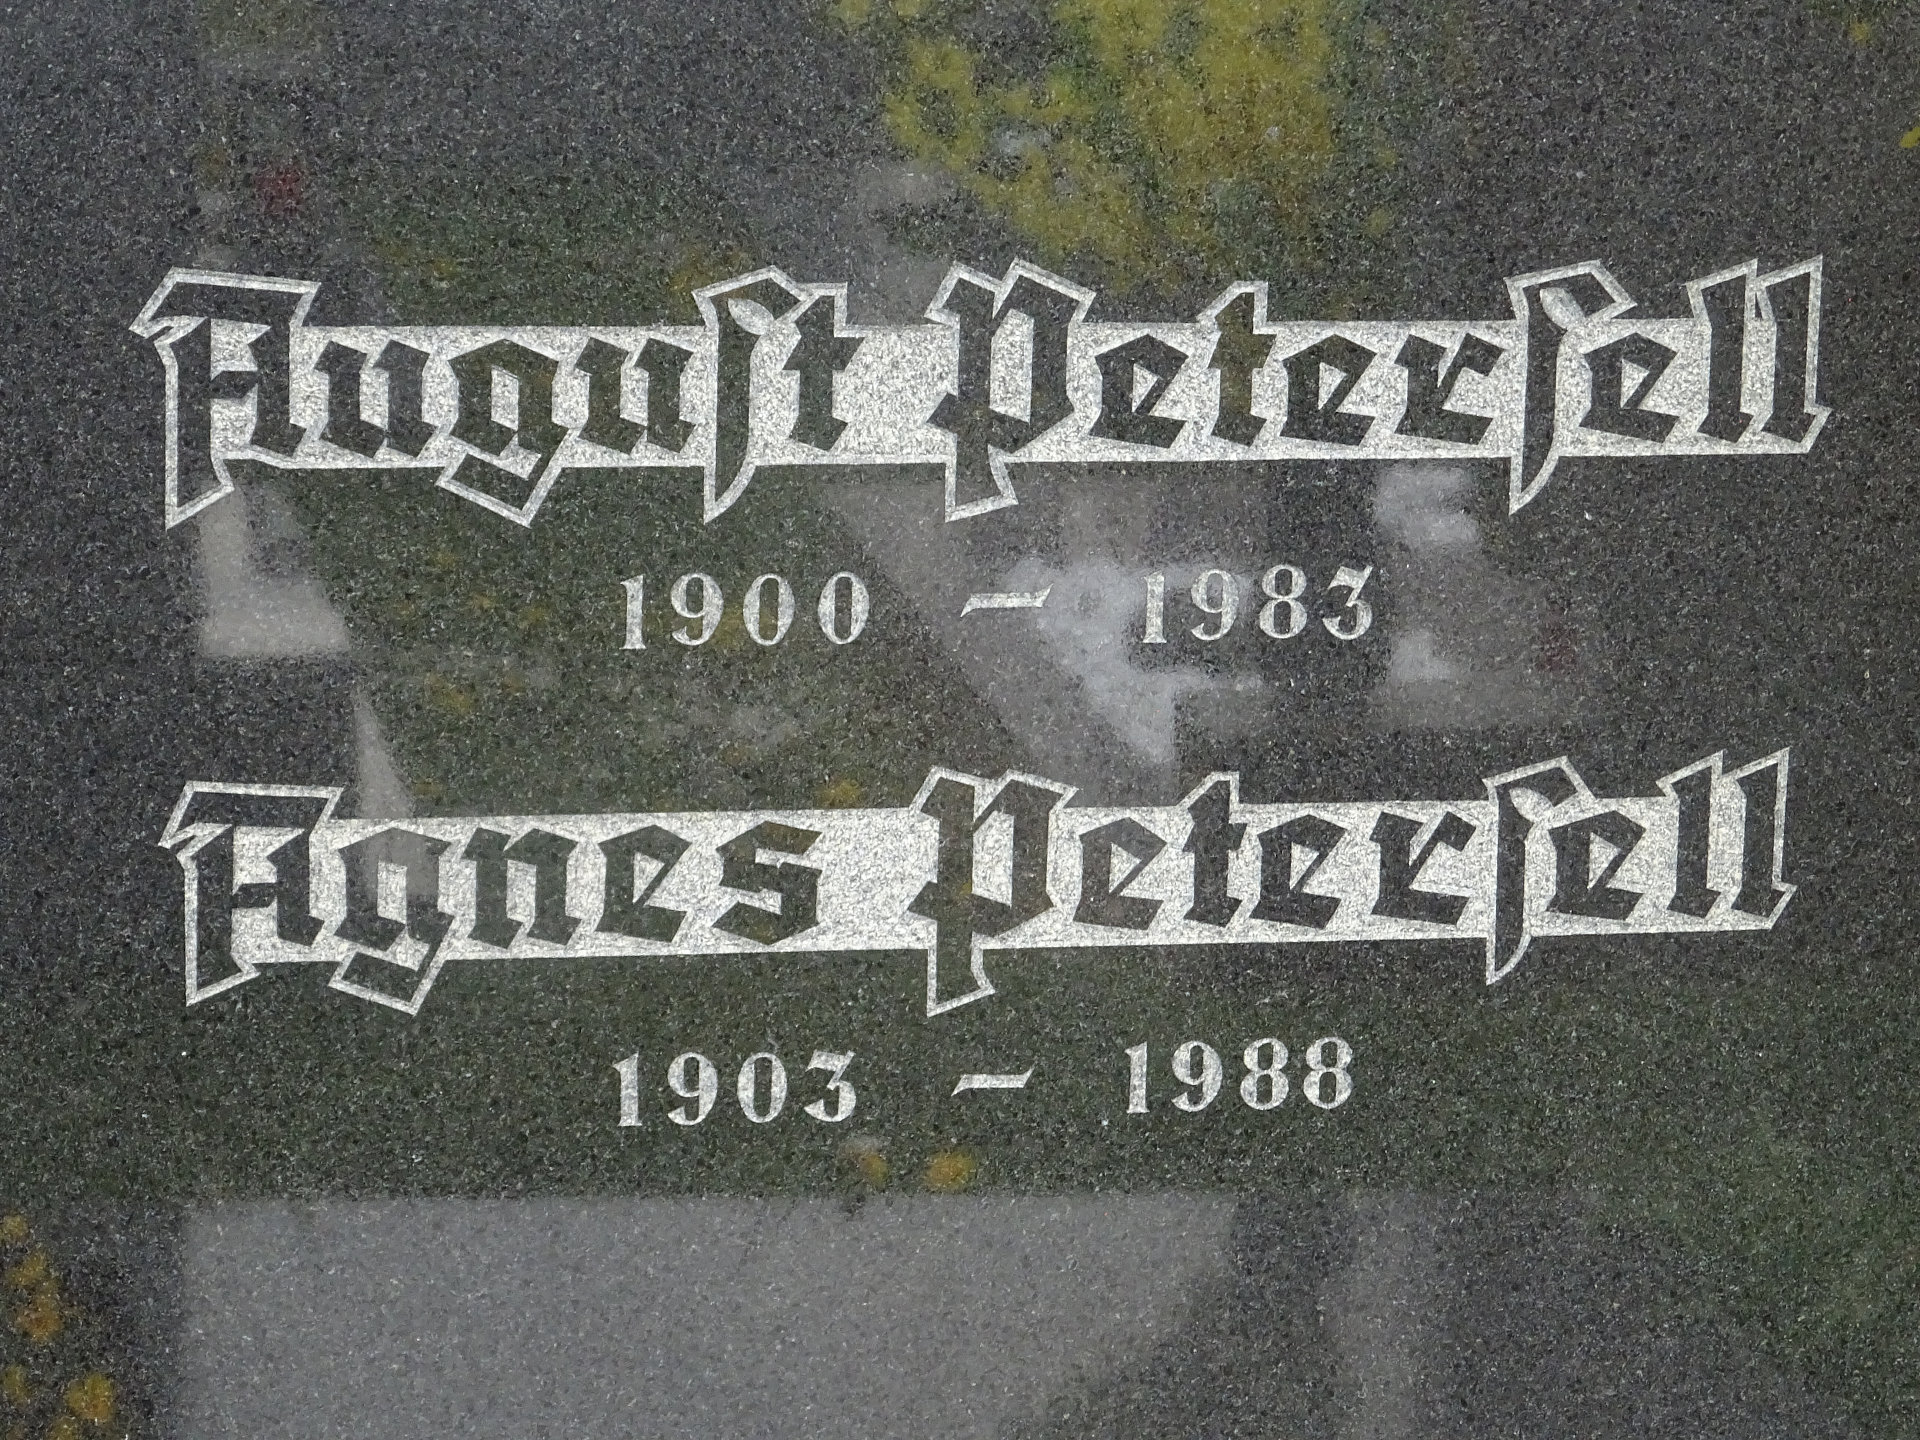 August Petersell
1900 – 1983
Agnes Petersell
1903 – 1988